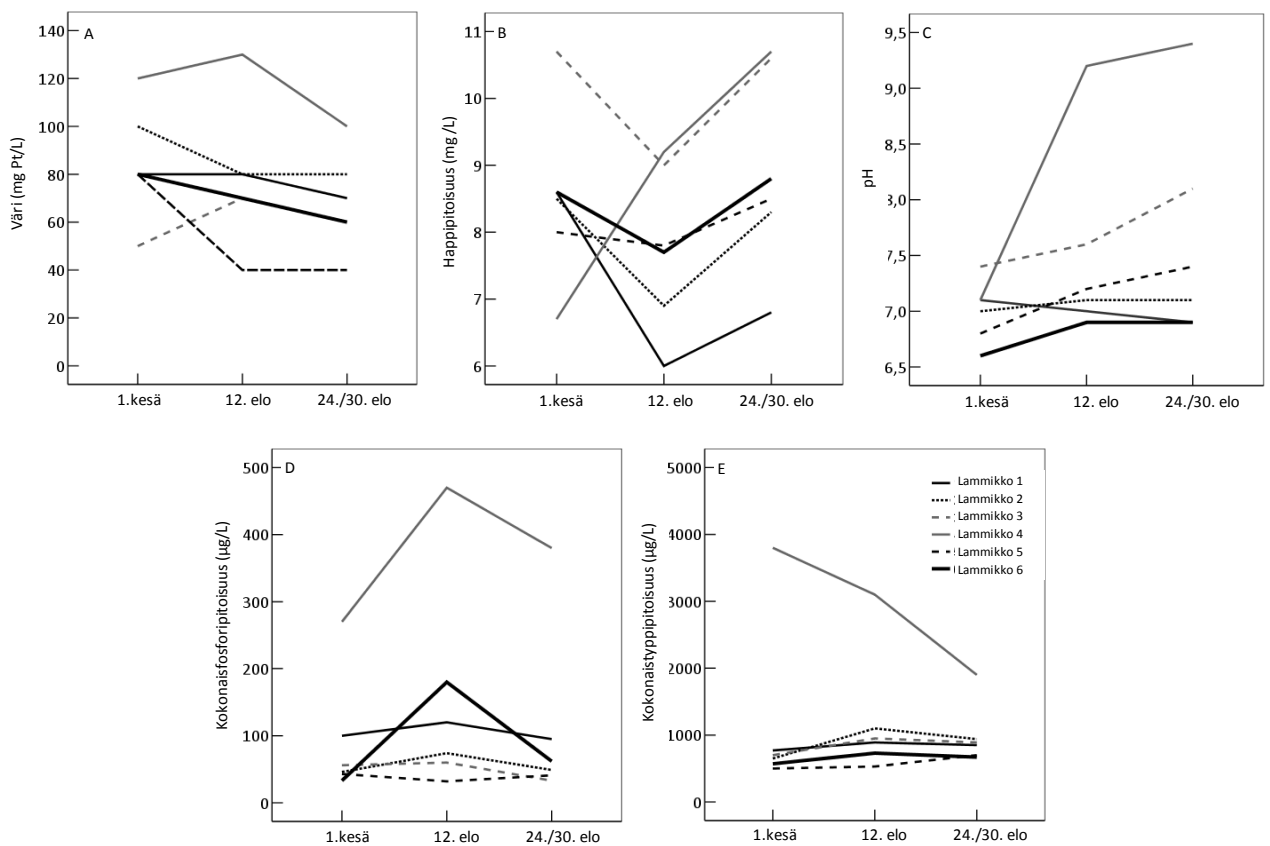 A
Väri (mg Pt/L)
140
120
100
80
60
40
20
0
1.kesä 12. elo 24./30. elo
B
Happipitoisuus (mg /L)
11
10
9
8
7
6
1.kesä 12. elo 24./30. elo
C
pH
9,5
9,0
8,5
3,0
7,5
7,0
6,5
1.kesä 12. elo 24./30. elo
D
Kokonaisfosforipitoisuus (µg/L)
500
400
300
200
100
0
1.kesä 12. elo 24./30. elo
E
Kokonaistyppipitoisuus (µg/L)
5000
4000
3000
2000
1000
0
1.kesä 12. elo 24./30. elo
Lammikko 1
Lammikko 2
Lammikko 3
Lammikko 4
Lammikko 5
Lammikko 6